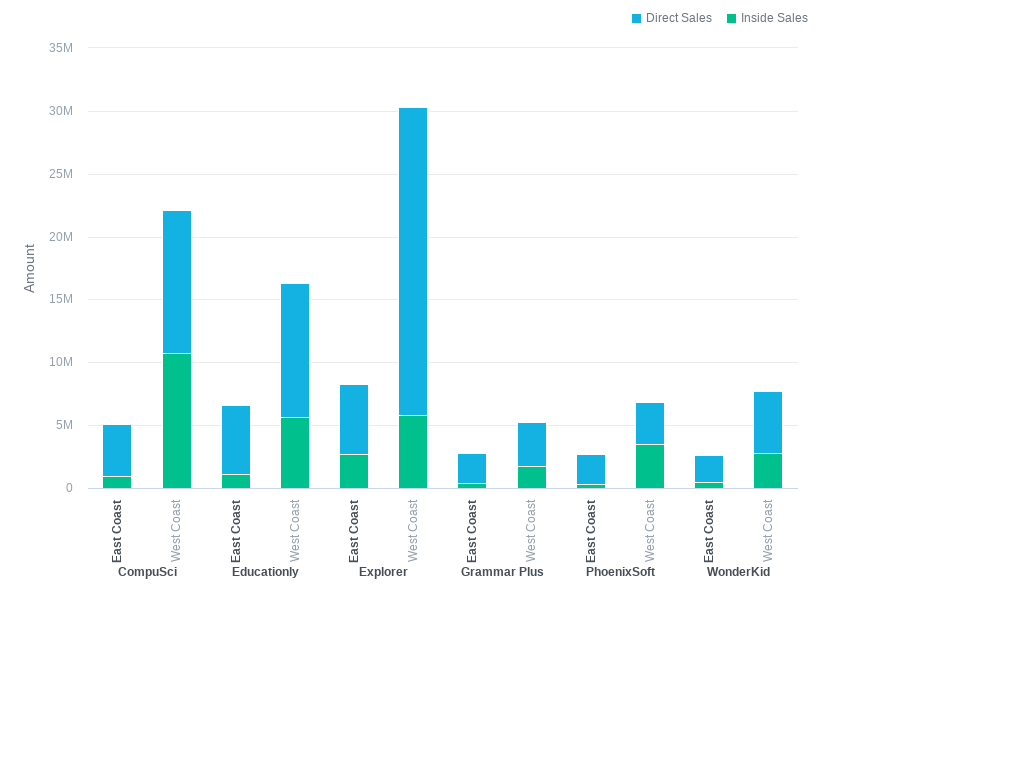 Direct Sales Inside Sales
35M
30M
25M
20M
15M
10M
5M
0
Amount
East Coast West Coast East Coast West Coast East Coast West Coast East Coast West Coast East Coast West Coast East Coast West Coast
CompuSci Educationly Explorer Grammar Plus PhoenixSoft WonderKid